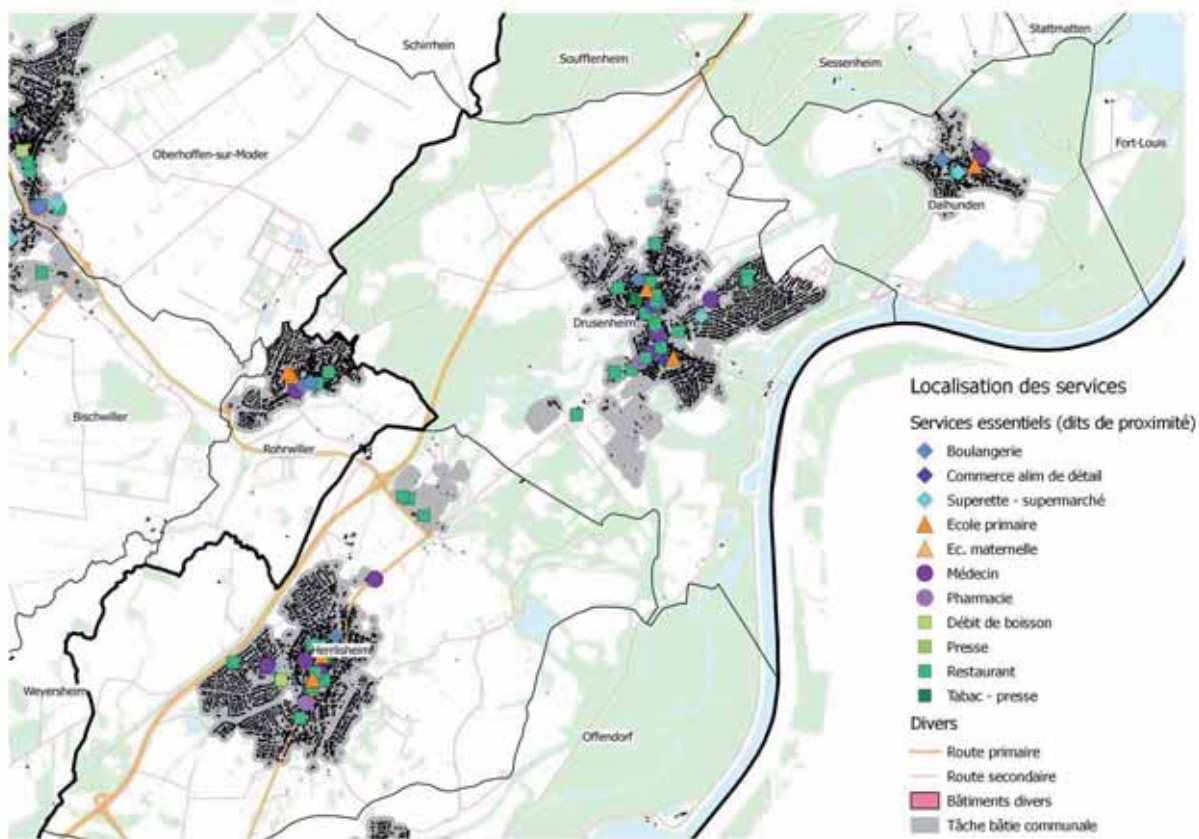 Stattmatten
Schirrhein
Soufflenheim
Sessenheim
Fort-Louis
Oberhoffen-sur-Moder
Dalhunden
Drusenheim
Bischwiller
Rohrwiller
Herrlisheim
Weyersheim
Offendorf
Localisation des services
Services essentiels (dits de proximité)
Boulangerie
Commerce alim de détail
Superette - supermarché
Ecole primaire
Ec. maternelle
Médecin
Pharmacie
Débit de boisson
Presse
Restaurant
Tabac - presse
Divers
Route primaire
Route secondaire
Bâtiments divers
Tâche bâtie communale